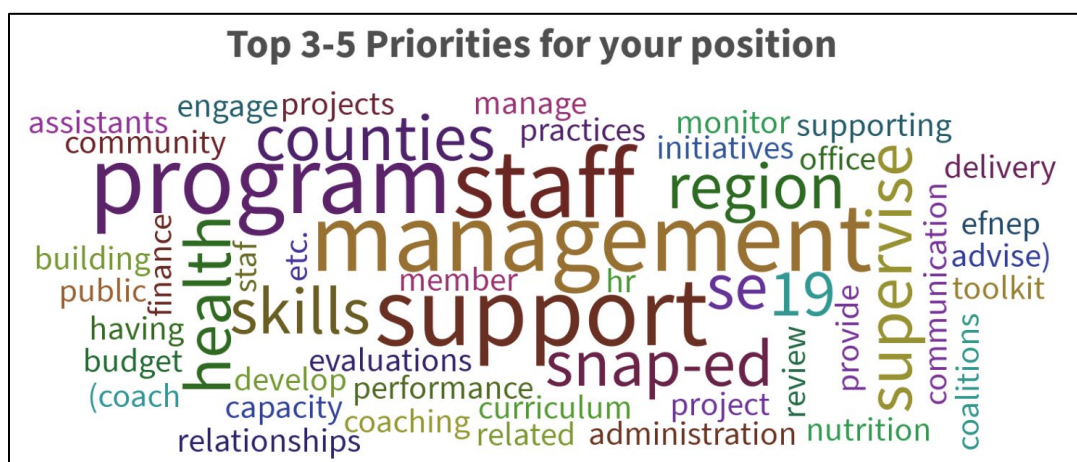 Top 3-5 Priorities for your position
engage projects manage
assistants counties practices monitor supporting
community initiatives office delivery
program staff region supervise
management communication efnep
building finance health staf etc. advise)
public member hr se 19 provide toolkit
having skills support
budget evaluations snap-ed review coalitions
(coach develop performance
capacity coaching curriculum project
relationships related administration nutrition